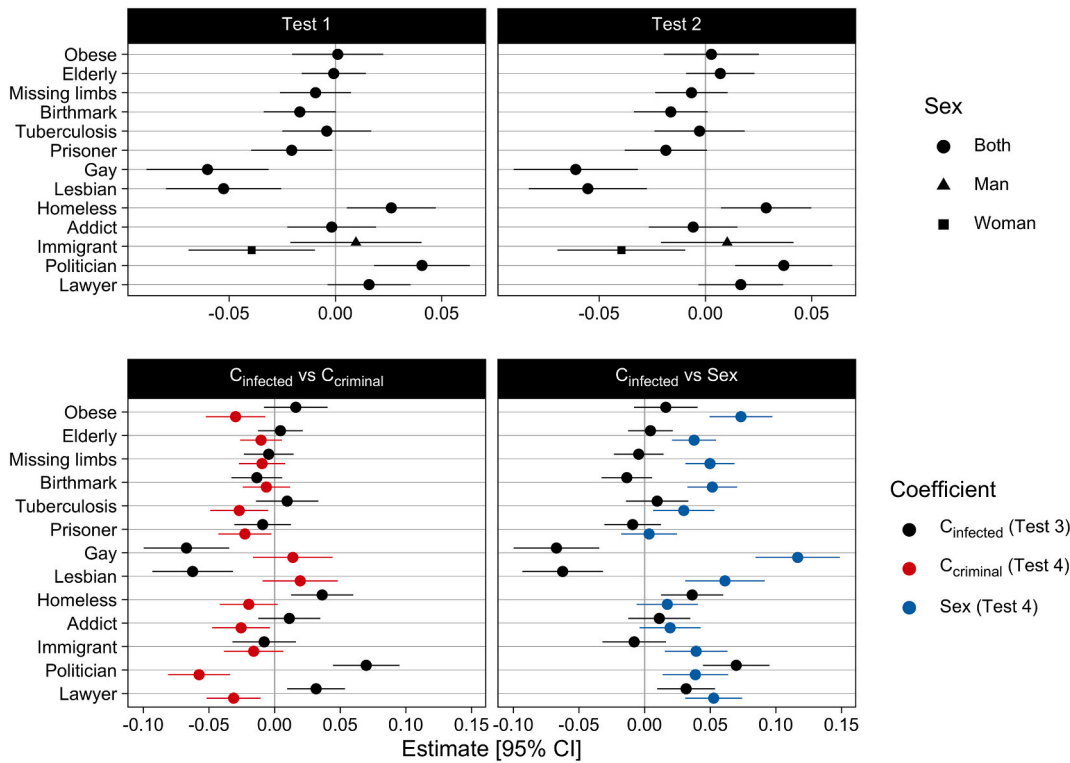 Test 1
Test 2
Obese
Elderly
Missing limbs
Birthmark
Tuberculosis
Prisoner
Gay
Lesbian
Homeless
Addict
Immigrant
Politician
Lawyer
-0.05 0.00 0.05
-0.05 0.00 0.05
Sex
Both
Man
Woman
Cinfected vs Ccriminal
Cinfected vs Sex
Obese
Elderly
Missing limbs
Birthmark
Tuberculosis
Prisoner
Gay
Lesbian
Homeless
Addict
Immigrant
Politician
Lawyer
-0.10 -0.05 0.00 0.05 0.10 0.15
-0.10 -0.05 0.00 0.05 0.10 0.15
Estimate [95% CI]
Coefficient
Cinfected (Test 3)
Ccriminal (Test 4)
Sex (Test 4)